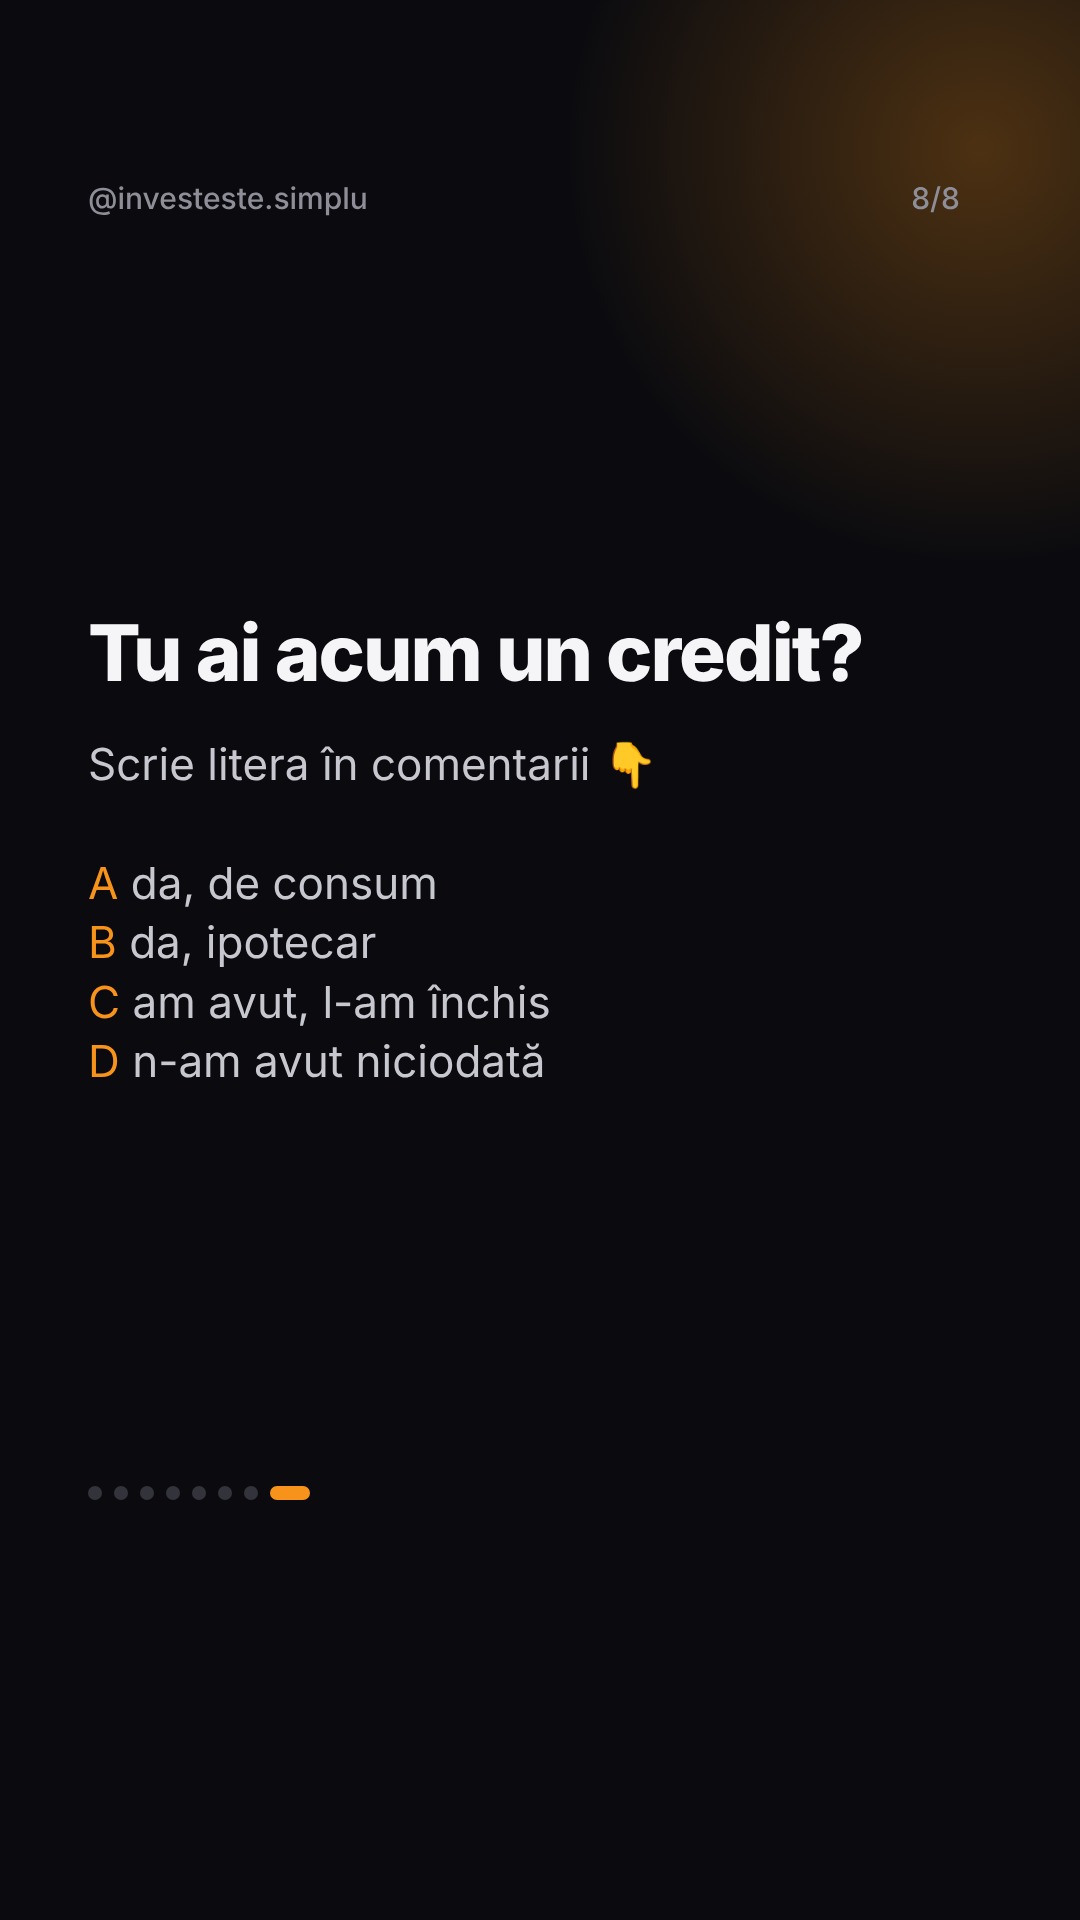 @investeste.simplu
8/8
Tu ai acum un credit?
Scrie litera în comentarii 👇
A da, de consum
B da, ipotecar
C am avut, l-am închis
D n-am avut niciodată